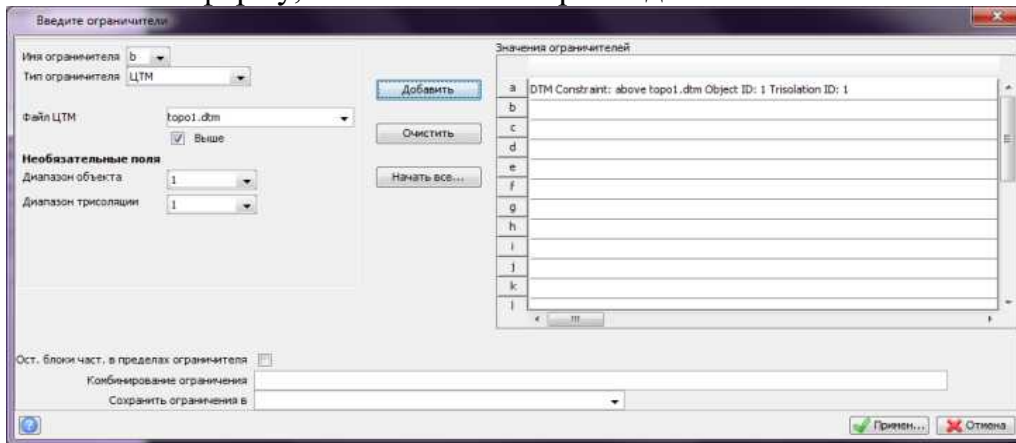 форму,
Введите ограничители
Имя ограничителя b
Тип ограничителя ЦТМ
Файл ЦТМ topo1.dtm
Выше
Необязательные поля
Диапазон объекта 1
Диапазон трисоляции 1
Добавить
Очистить
Начать все...
Значения ограничителей
a DTM Constraint: above topo1.dtm Object ID: 1 Trisolation ID: 1
b
c
d
e
f
g
h
i
j
k
l
Ост. блоки част. в пределах ограничителя
Комбинирование ограничения
Сохранить ограничения в
Примен... Отмена